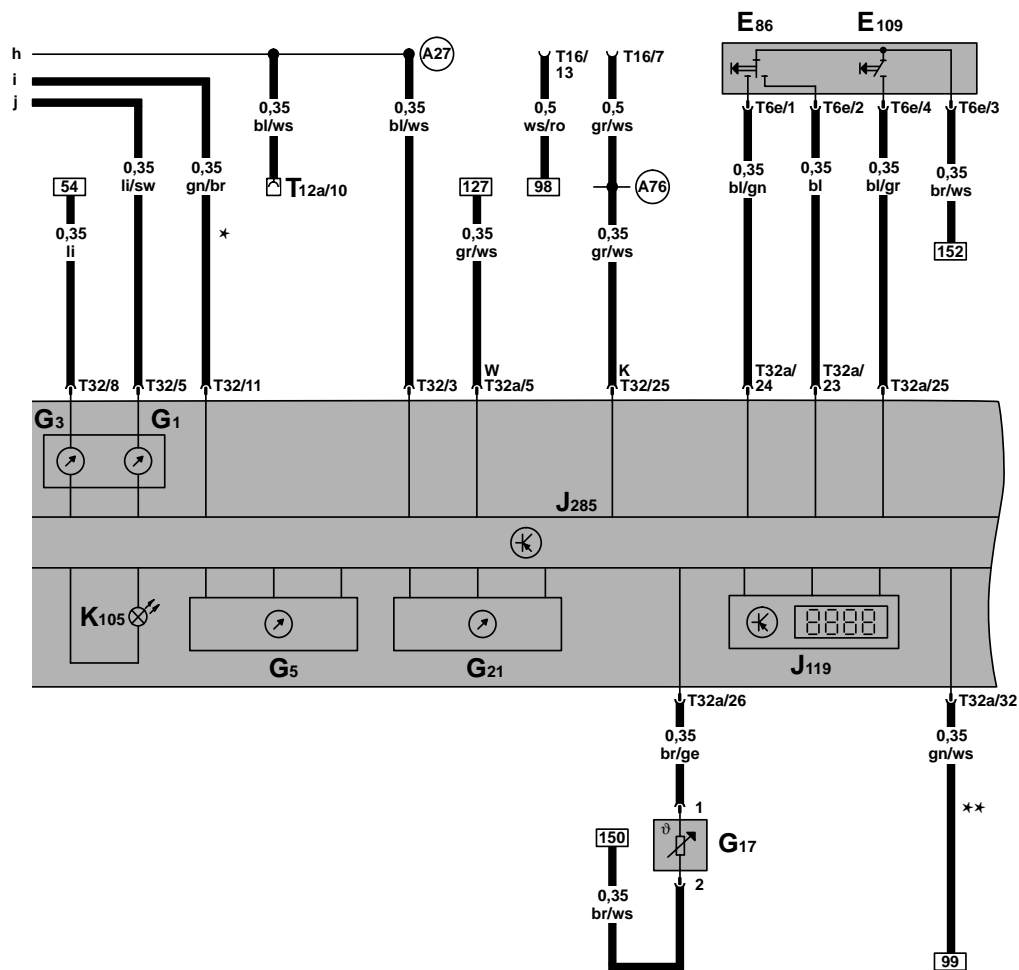 E86
E109
h
A27
T16/
13
T16/7
i
j
0,35
bl/ws
0,35
bl/ws
0,5
ws/ro
0,5
gr/ws
T6e/1
T6e/2
T6e/4
T6e/3
0,35
li/sw
0,35
gn/br
0,35
bl/gn
0,35
bl
0,35
bl/gr
0,35
br/ws
54
T12a/10
127
98
A76
0,35
li
*
0,35
gr/ws
0,35
gr/ws
152
W
K
T32/8
T32/5
T32/11
T32/3
T32a/5
T32/25
T32a/
24
T32a/
23
T32a/25
G3
G1
J285
K105
8888
G5
G21
J119
T32a/26
T32a/32
0,35
br/ge
0,35
gn/ws
1
**
150
ϑ
G17
2
0,35
br/ws
99